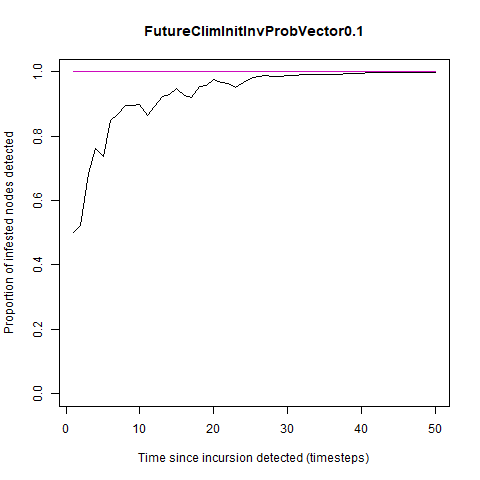 FutureClimInitInvProbVector0.1
Proportion of infested nodes detected
1.0
0.8
0.6
0.4
0.2
0.0
0 10 20 30 40 50
Time since incursion detected (timesteps)